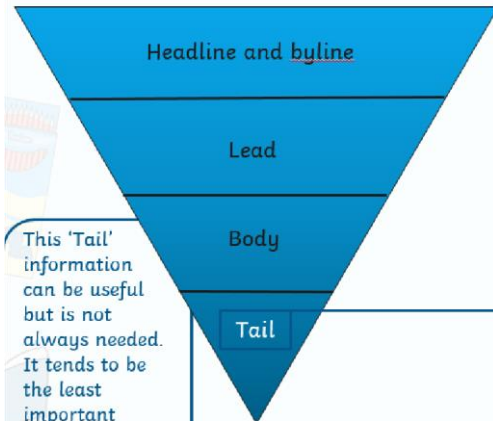 Headline and byline
Lead
Body
Tail
This 'Tail'
information
can be useful
but is not
always needed.
It tends to be
the least
important